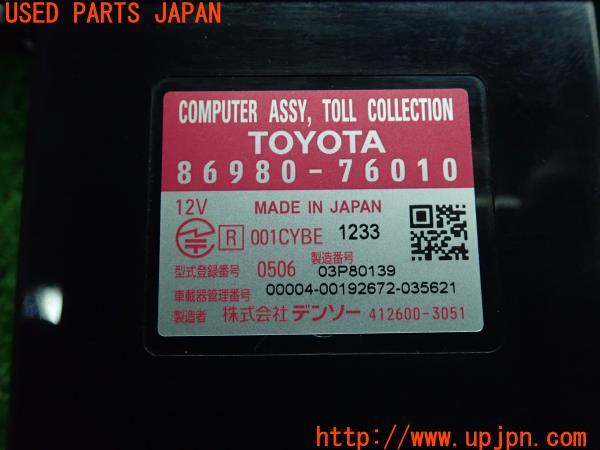 USED PARTS JAPAN
COMPUTER ASSY, TOLL COLLECTION
TOYOTA
86980-76010
12V MADE IN JAPAN
R 001CYBE 1233
製造番号
型式登録番号 0506 03P80139
車載器管理番号 00004-00192672-035621
製造者 株式会社デンソー 412600-3051
www.upjpn.com